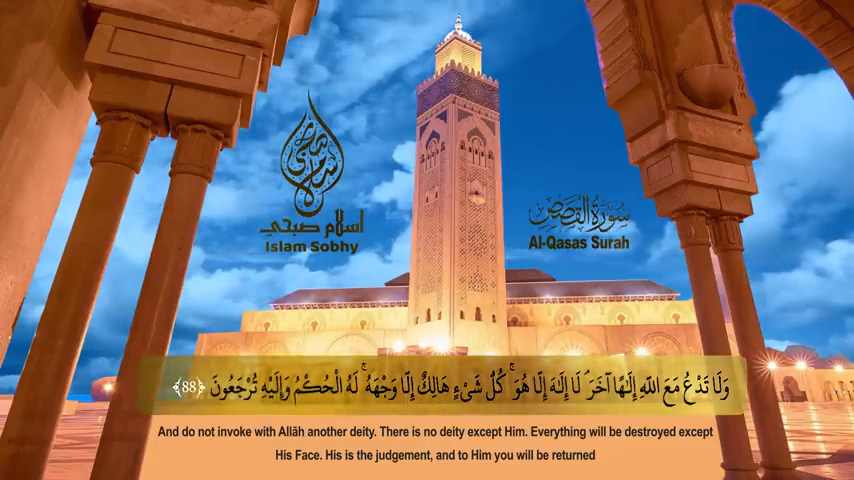 اسلام صبحي
Islam Sobhy
سورة القصص
Al-Qasas Surah
وَلَا تَدْعُ مَعَ اللَّهِ إِلَٰهًا آخَرَ ۘ لَا إِلَٰهَ إِلَّا هُوَ ۚ كُلُّ شَيْءٍ هَالِكٌ إِلَّا وَجْهَهُ ۚ لَهُ الْحُكْمُ وَإِلَيْهِ تُرْجَعُونَ ﴿88﴾
And do not invoke with Allāh another deity. There is no deity except Him. Everything will be destroyed except
His Face. His is the judgement, and to Him you will be returned